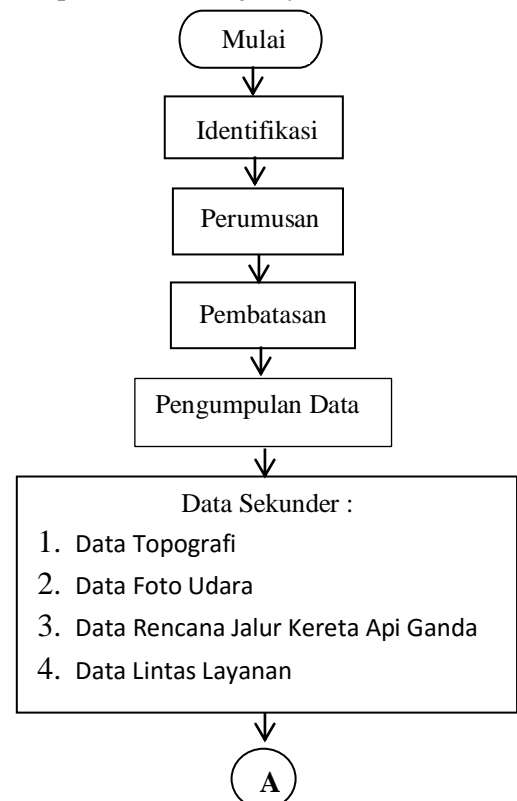 Mulai
Identifikasi
Perumusan
Pembatasan
Pengumpulan Data
Data Sekunder :
1. Data Topografi
2. Data Foto Udara
3. Data Rencana Jalur Kereta Api Ganda
4. Data Lintas Layanan
A